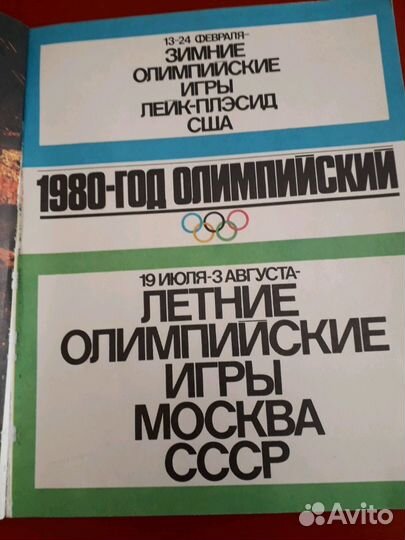 13-24 ФЕВРАЛЯ-
ЗИМНИЕ
ОЛИМПИЙСКИЕ
ИГРЫ
ЛЕЙК-ПЛЭСИД
США
1980-ГОД ОЛИМПИЙСКИЙ
19 ИЮЛЯ-3 АВГУСТА-
ЛЕТНИЕ
ОЛИМПИЙСКИЕ
ИГРЫ
МОСКВА
СССР
Avito